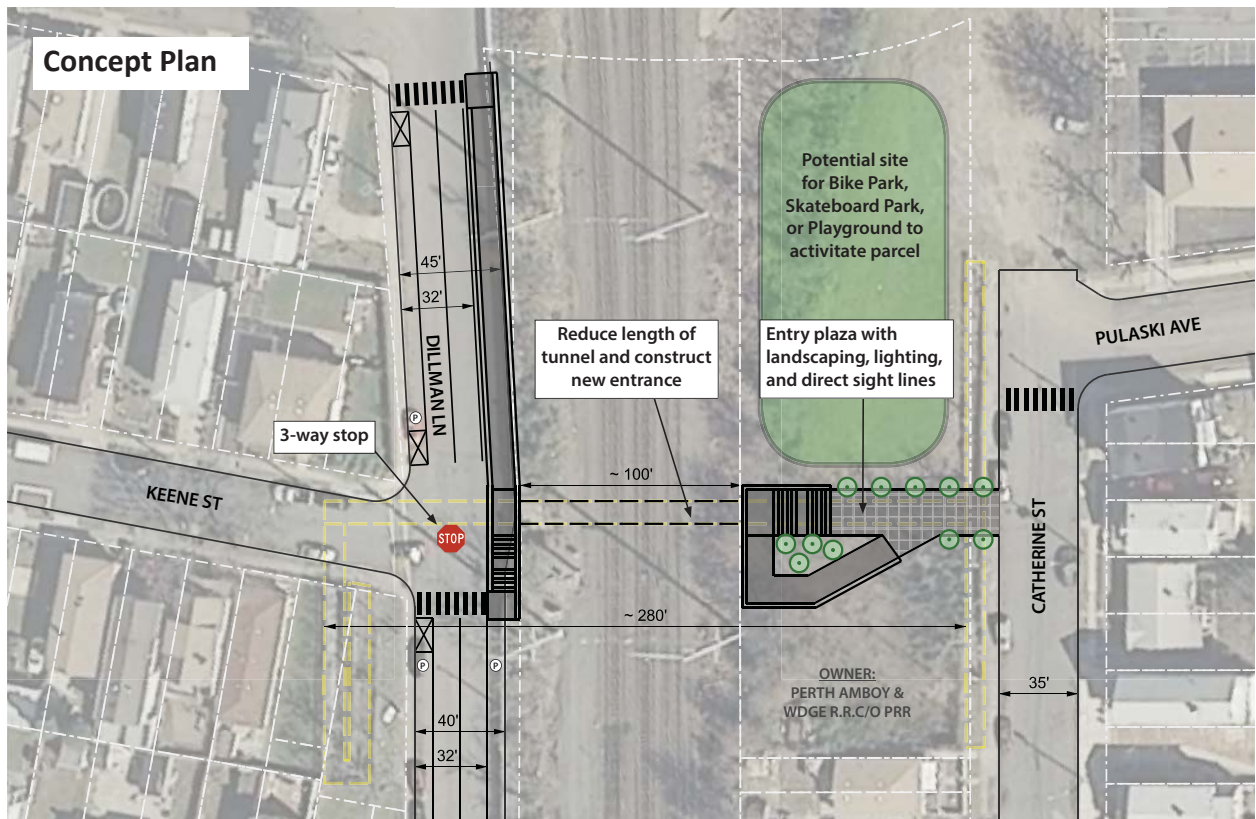 Concept Plan
Potential site
for Bike Park,
Skateboard Park,
or Playground to
activitate parcel
45'
32'
DILLMAN LN
Reduce length of
tunnel and construct
new entrance
Entry plaza with
landscaping, lighting,
and direct sight lines
PULASKI AVE
P
3-way stop
~ 100'
KEENE ST
STOP
CATHERINE ST
~ 280'
P
P
OWNER:
PERTH AMBOY &
WDGE R.R.C/O PRR
35'
40'
32'